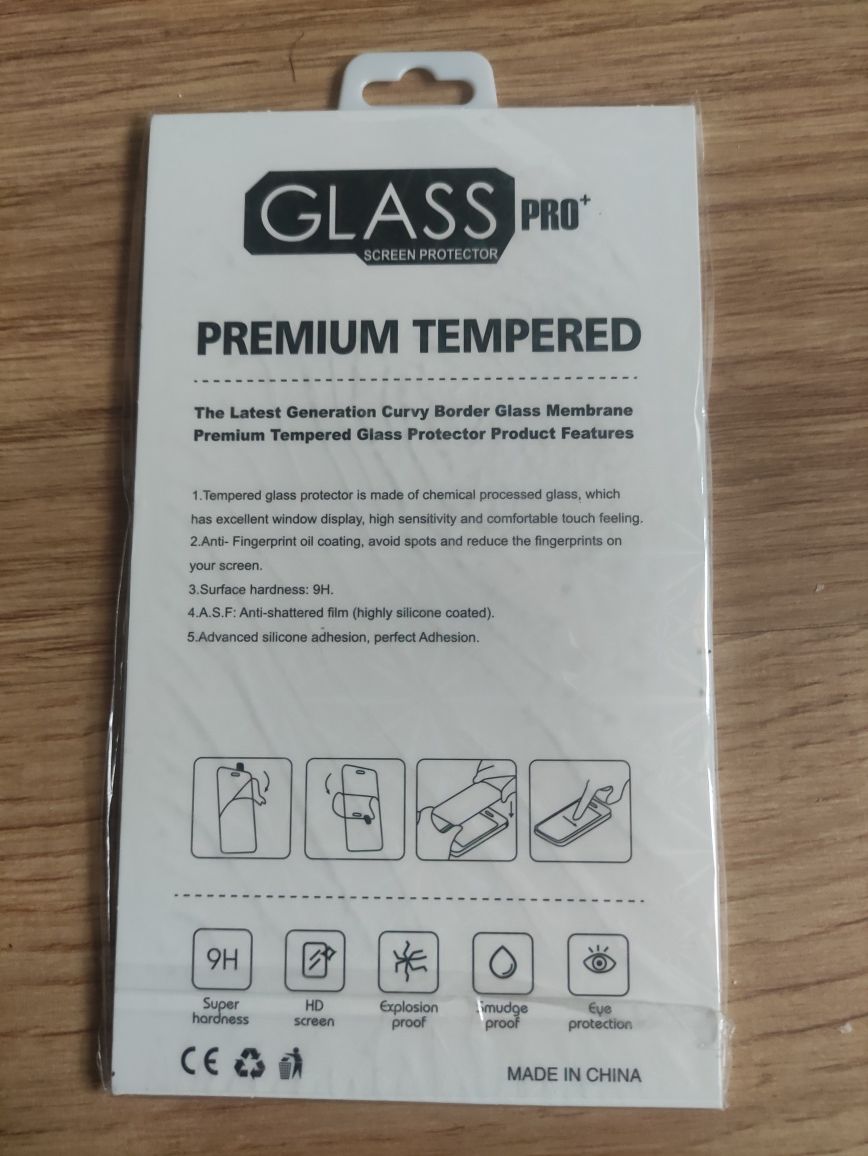 GLASS PRO+
SCREEN PROTECTOR
PREMIUM TEMPERED
The Latest Generation Curvy Border Glass Membrane
Premium Tempered Glass Protector Product Features
1.Tempered glass protector is made of chemical processed glass, which
has excellent window display, high sensitivity and comfortable touch feeling.
2.Anti- Fingerprint oil coating, avoid spots and reduce the fingerprints on
your screen.
3.Surface hardness: 9H.
4.A.S.F: Anti-shattered film (highly silicone coated).
5.Advanced silicone adhesion, perfect Adhesion.
9H
Super
hardness
HD
screen
Explosion
proof
Smudge
proof
Eye
protection
CE
MADE IN CHINA